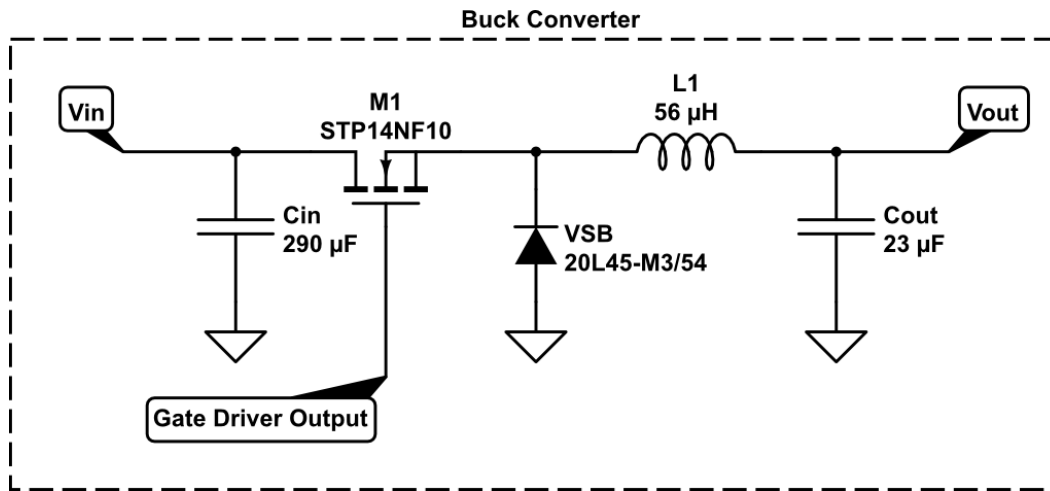 Buck Converter
Vin
M1
STP14NF10
L1
56 µH
Vout
Cin
290 µF
VSB
20L45-M3/54
Cout
23 µF
Gate Driver Output